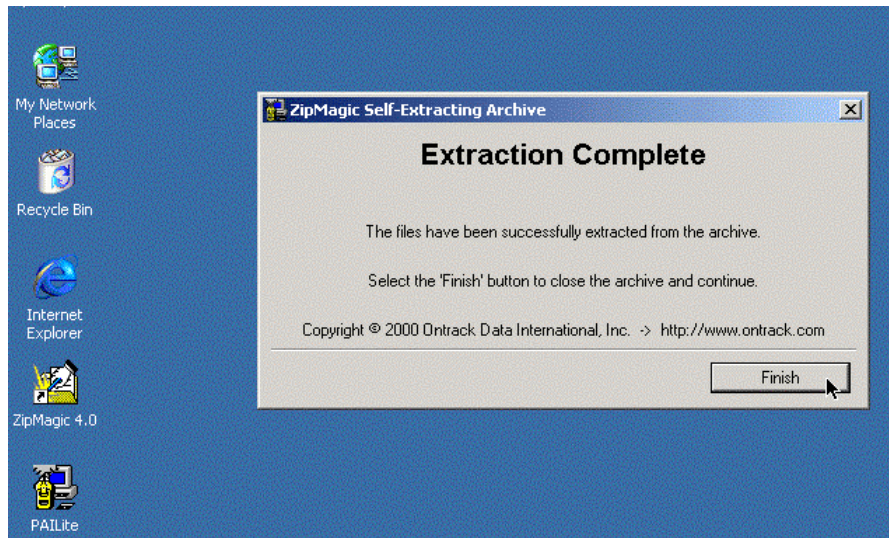 My Network
Places
Recycle Bin
Internet
Explorer
ZipMagic 4.0
PAILite
ZipMagic Self-Extracting Archive
Extraction Complete
The files have been successfully extracted from the archive.
Select the 'Finish' button to close the archive and continue.
Copyright © 2000 Ontrack Data International, Inc. -> http://www.ontrack.com
Finish